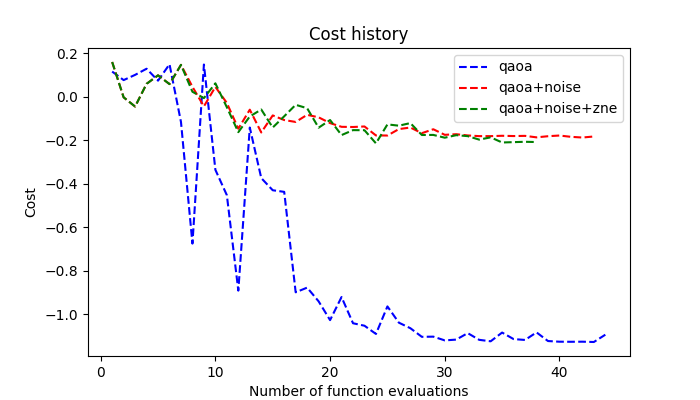 Cost history
qaoa
qaoa+noise
qaoa+noise+zne
Cost
0.2
0.0
−0.2
−0.4
−0.6
−0.8
−1.0
0 10 20 30 40
Number of function evaluations